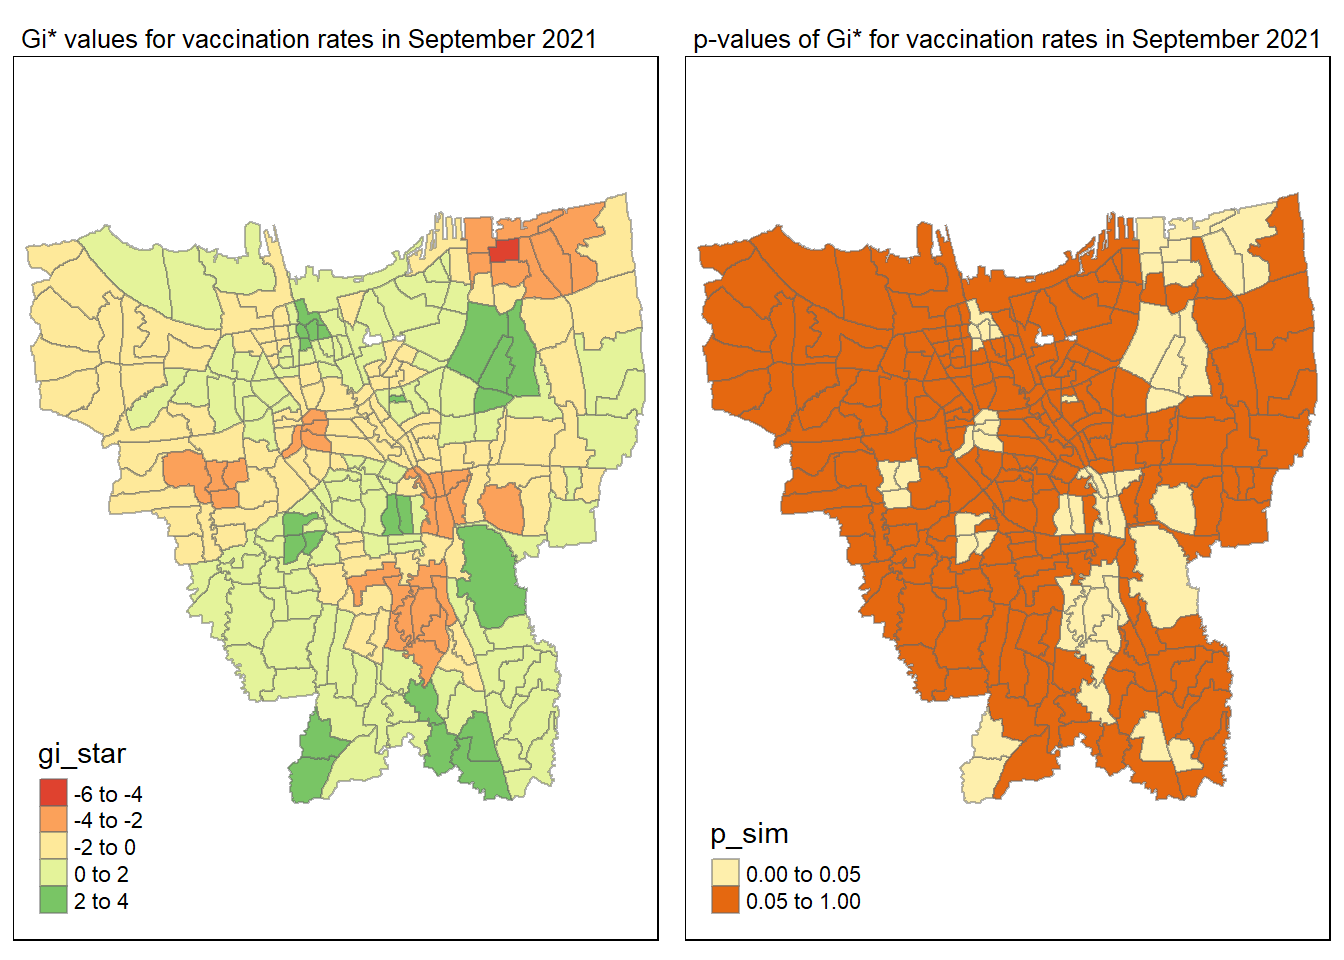 Gi* values for vaccination rates in September 2021
gi_star
-6 to -4
-4 to -2
-2 to 0
0 to 2
2 to 4
p-values of Gi* for vaccination rates in September 2021
p_sim
0.00 to 0.05
0.05 to 1.00